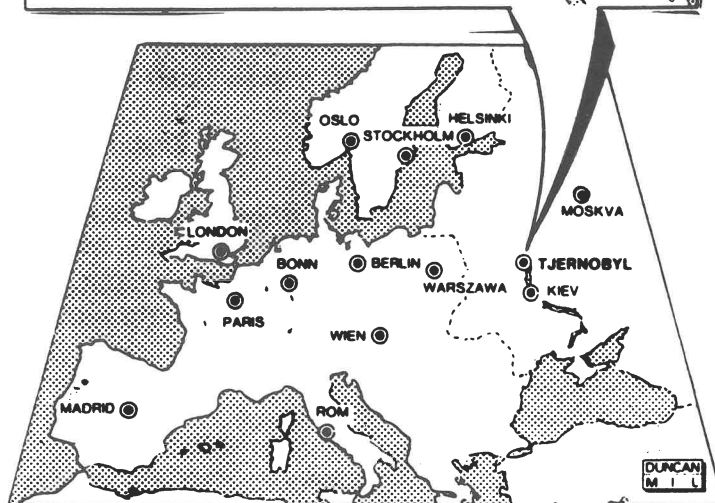 OSLO
HELSINKI
STOCKHOLM
MOSKVA
LONDON
BONN
BERLIN
TJERNOBYL
WARSZAWA
KIEV
PARIS
WIEN
MADRID
ROM
DUNCAN
M I L